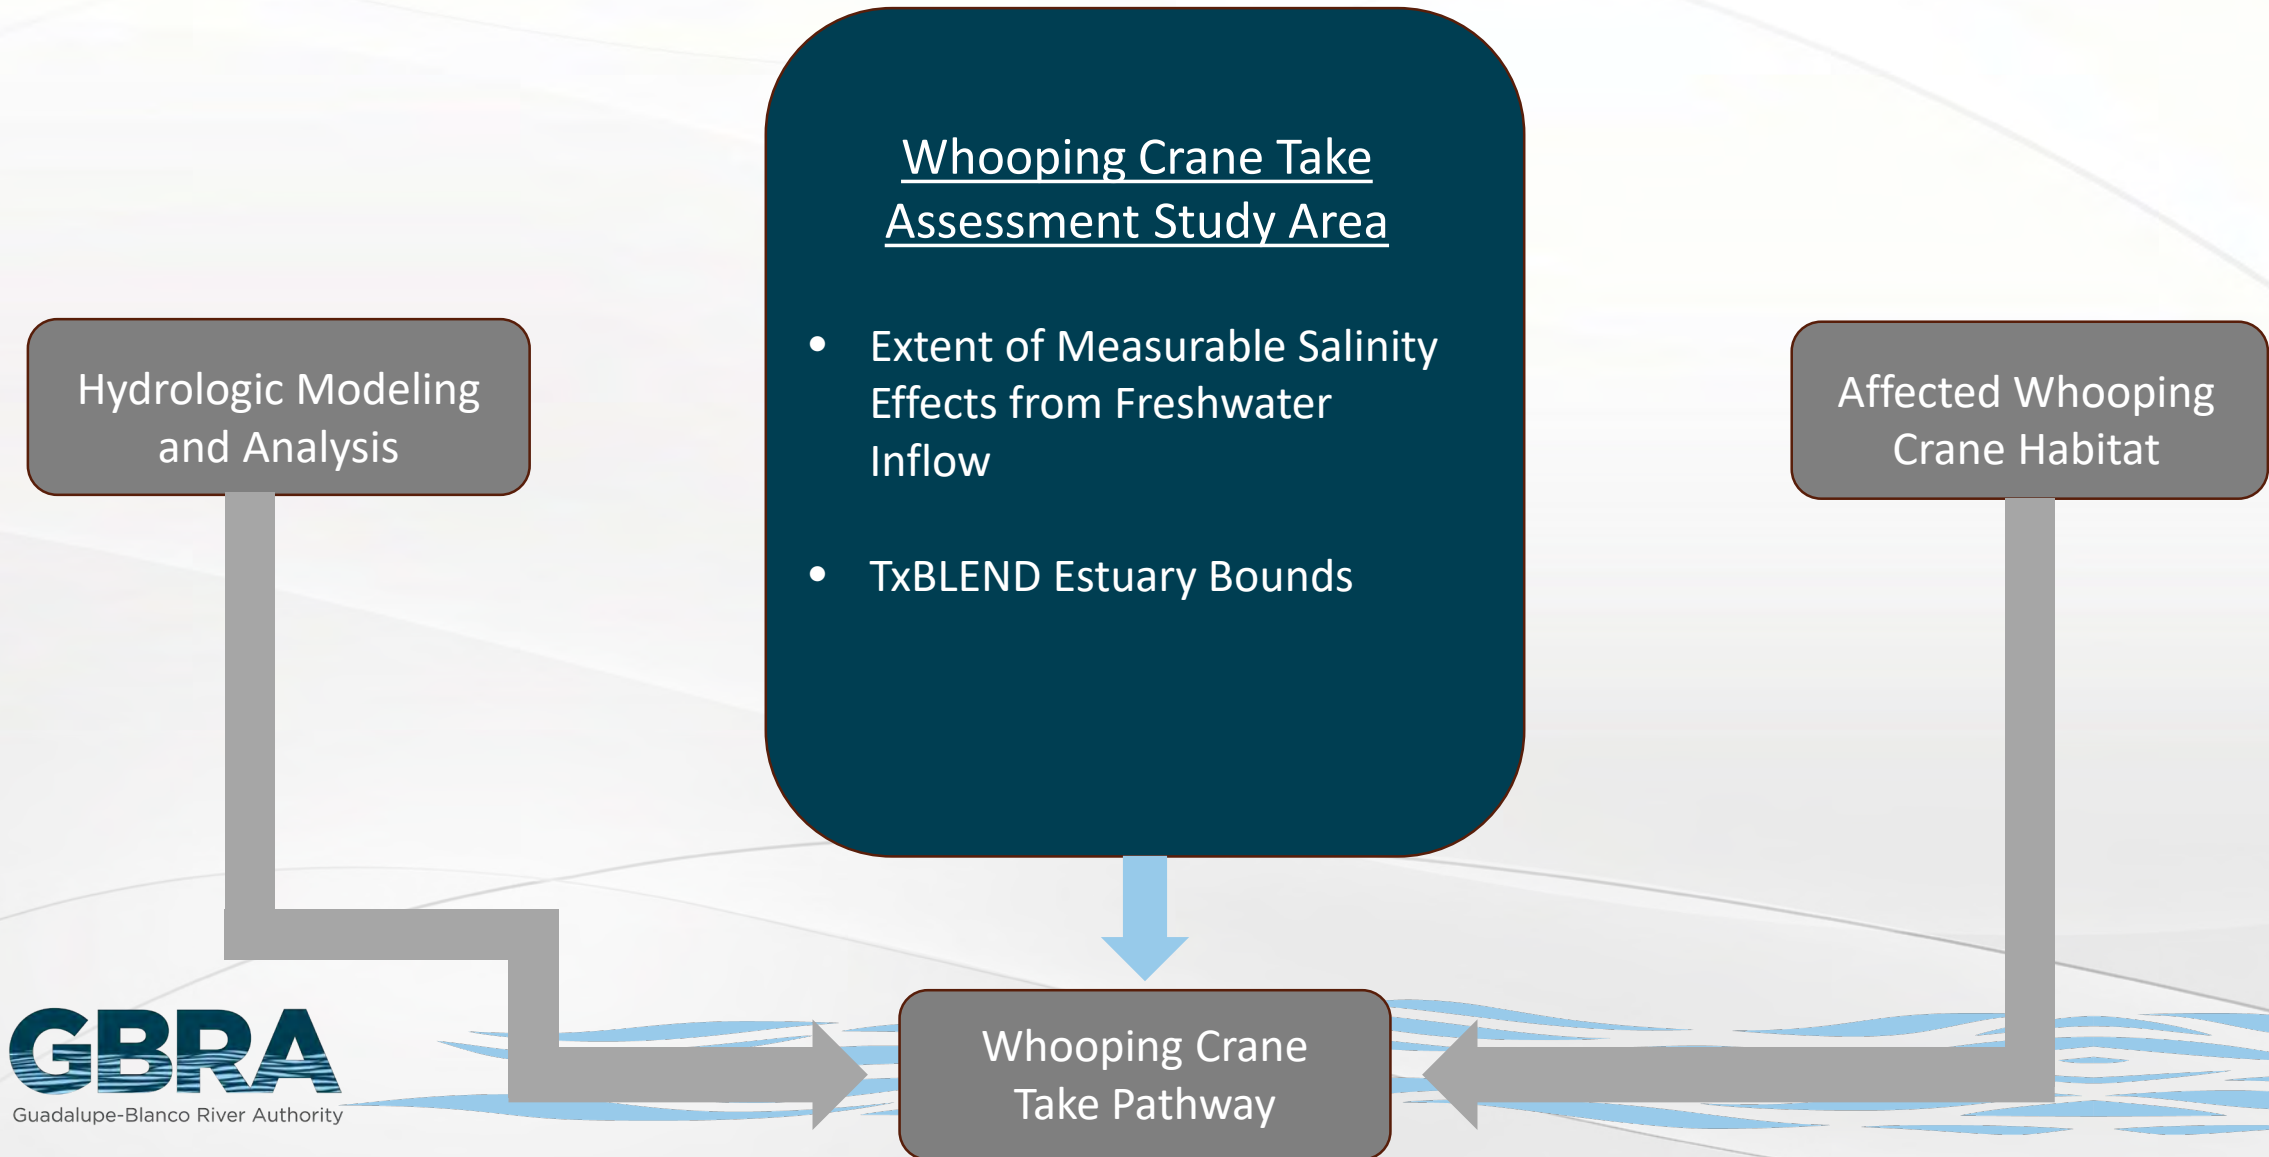 Whooping Crane Take
Assessment Study Area
• Extent of Measurable Salinity
Effects from Freshwater
Inflow
• TxBLEND Estuary Bounds
Hydrologic Modeling
and Analysis
Affected Whooping
Crane Habitat
Whooping Crane
Take Pathway
GBRA
Guadalupe-Blanco River Authority